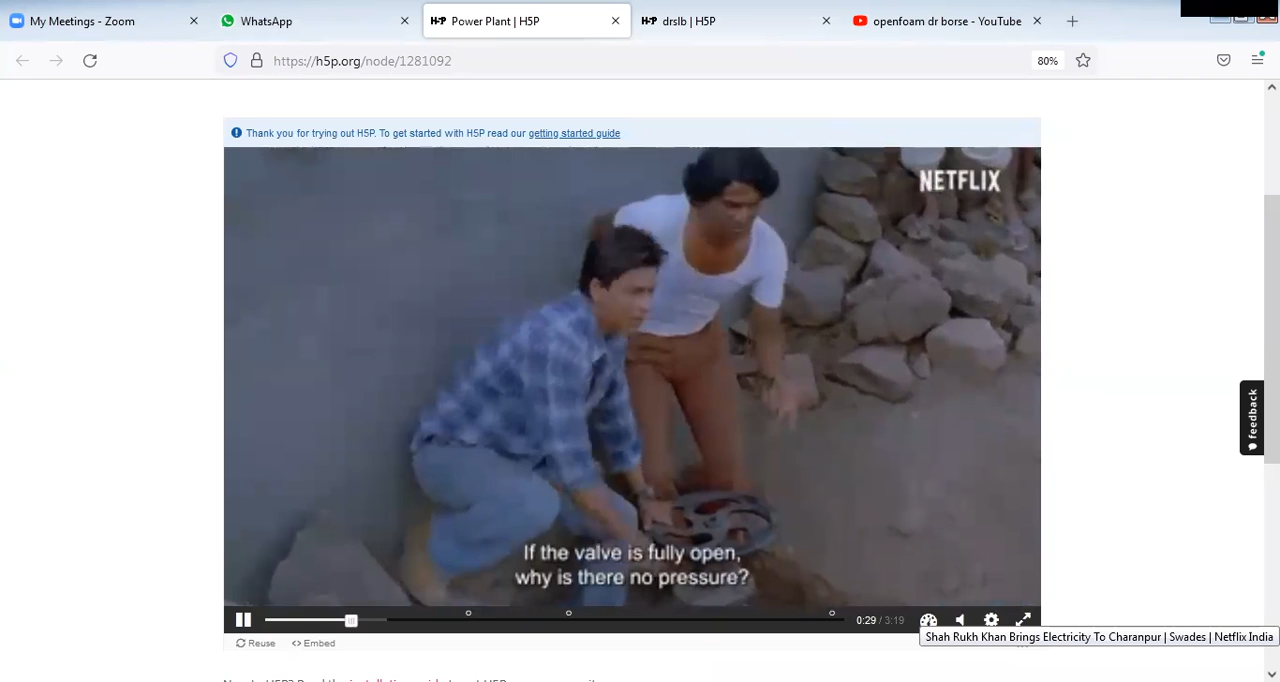 My Meetings - Zoom
WhatsApp
H-P Power Plant | H5P
H-P drslb | H5P
openfoam dr borse - YouTube
https://h5p.org/node/1281092
80%
Thank you for trying out H5P. To get started with H5P read our getting started guide
NETFLIX
If the valve is fully open,
why is there no pressure?
feedback
0:29 / 3:19
Shah Rukh Khan Brings Electricity To Charanpur | Swades | Netflix India
Reuse
Embed